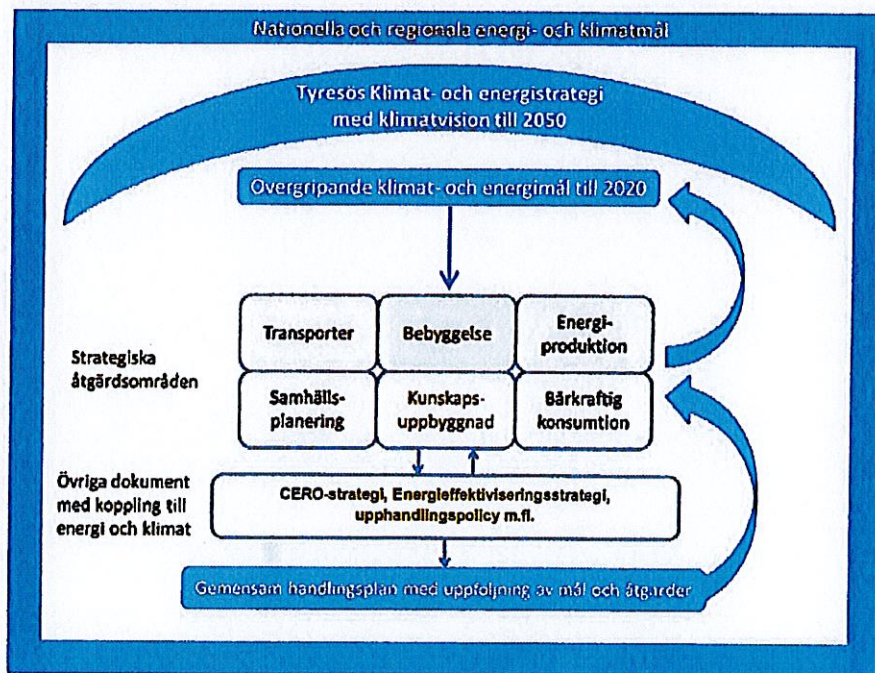 Nationella och regionala energi- och klimatmål
Tyresös Klimat- och energistrategi
med klimatvision till 2050
Övergripande klimat- och energimål till 2020
Strategiska
åtgärdsområden
Transporter
Bebyggelse
Energi-
produktion
Samhälls-
planering
Kunskaps-
uppbyggnad
Bärkraftig
konsumtion
Övriga dokument
med koppling till
energi och klimat
CERO-strategi, Energieffektiviseringsstrategi,
upphandlingspolicy m.fl.
Gemensam handlingsplan med uppföljning av mål och åtgärder